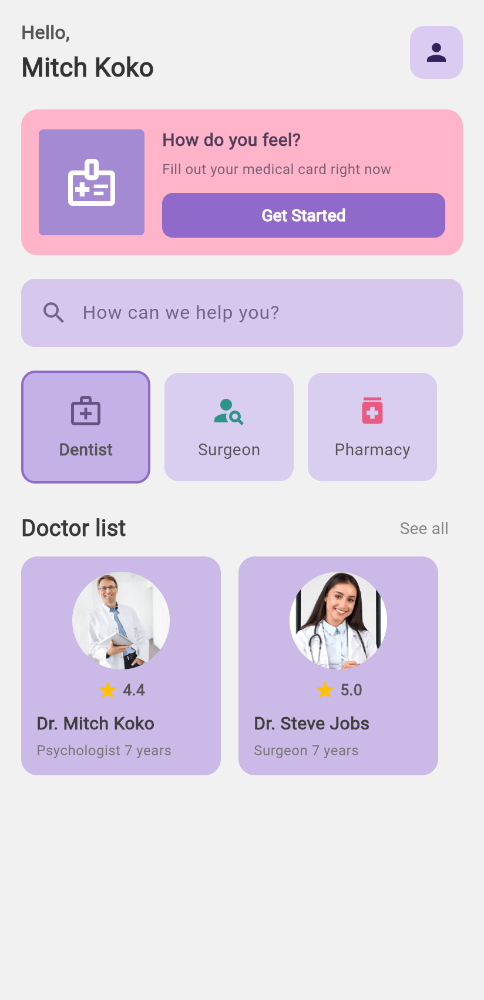 Hello,
Mitch Koko
How do you feel?
Fill out your medical card right now
Get Started
How can we help you?
Dentist
Surgeon
Pharmacy
Doctor list
See all
4.4
5.0
Dr. Mitch Koko
Dr. Steve Jobs
Psychologist 7 years
Surgeon 7 years